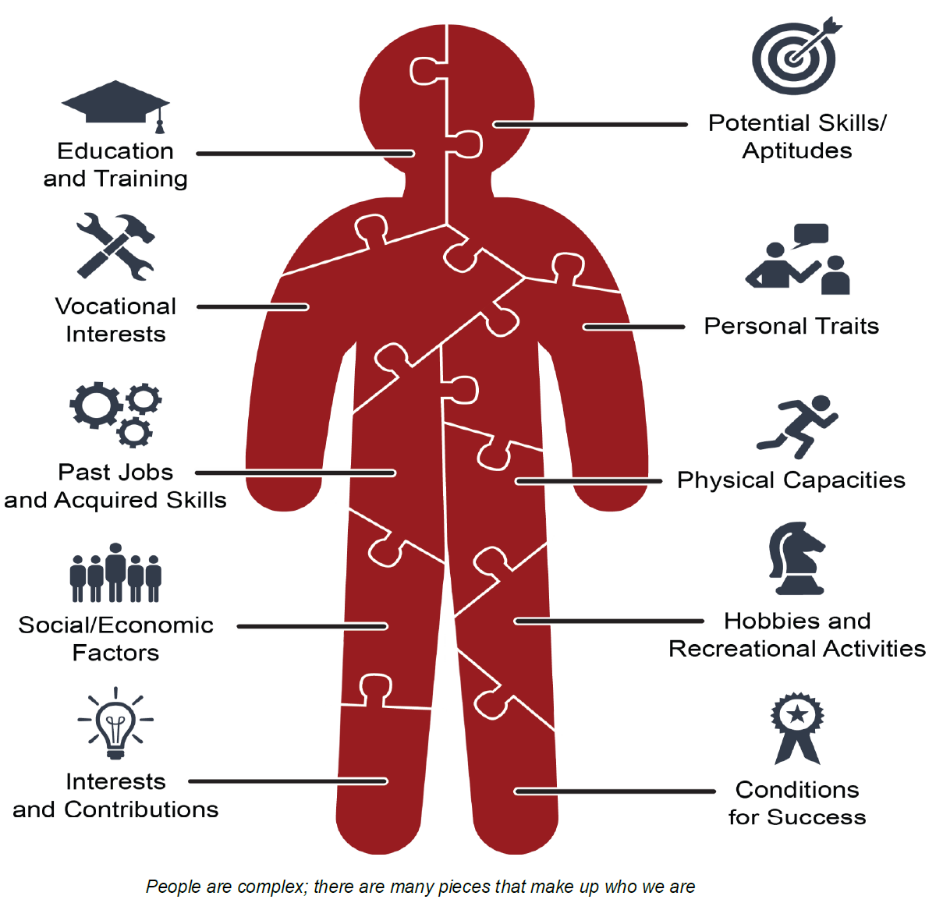 Education
and Training
Vocational
Interests
Past Jobs
and Acquired Skills
Social/Economic
Factors
Interests
and Contributions
Potential Skills/
Aptitudes
Personal Traits
Physical Capacities
Hobbies and
Recreational Activities
Conditions
for Success
People are complex; there are many pieces that make up who we are